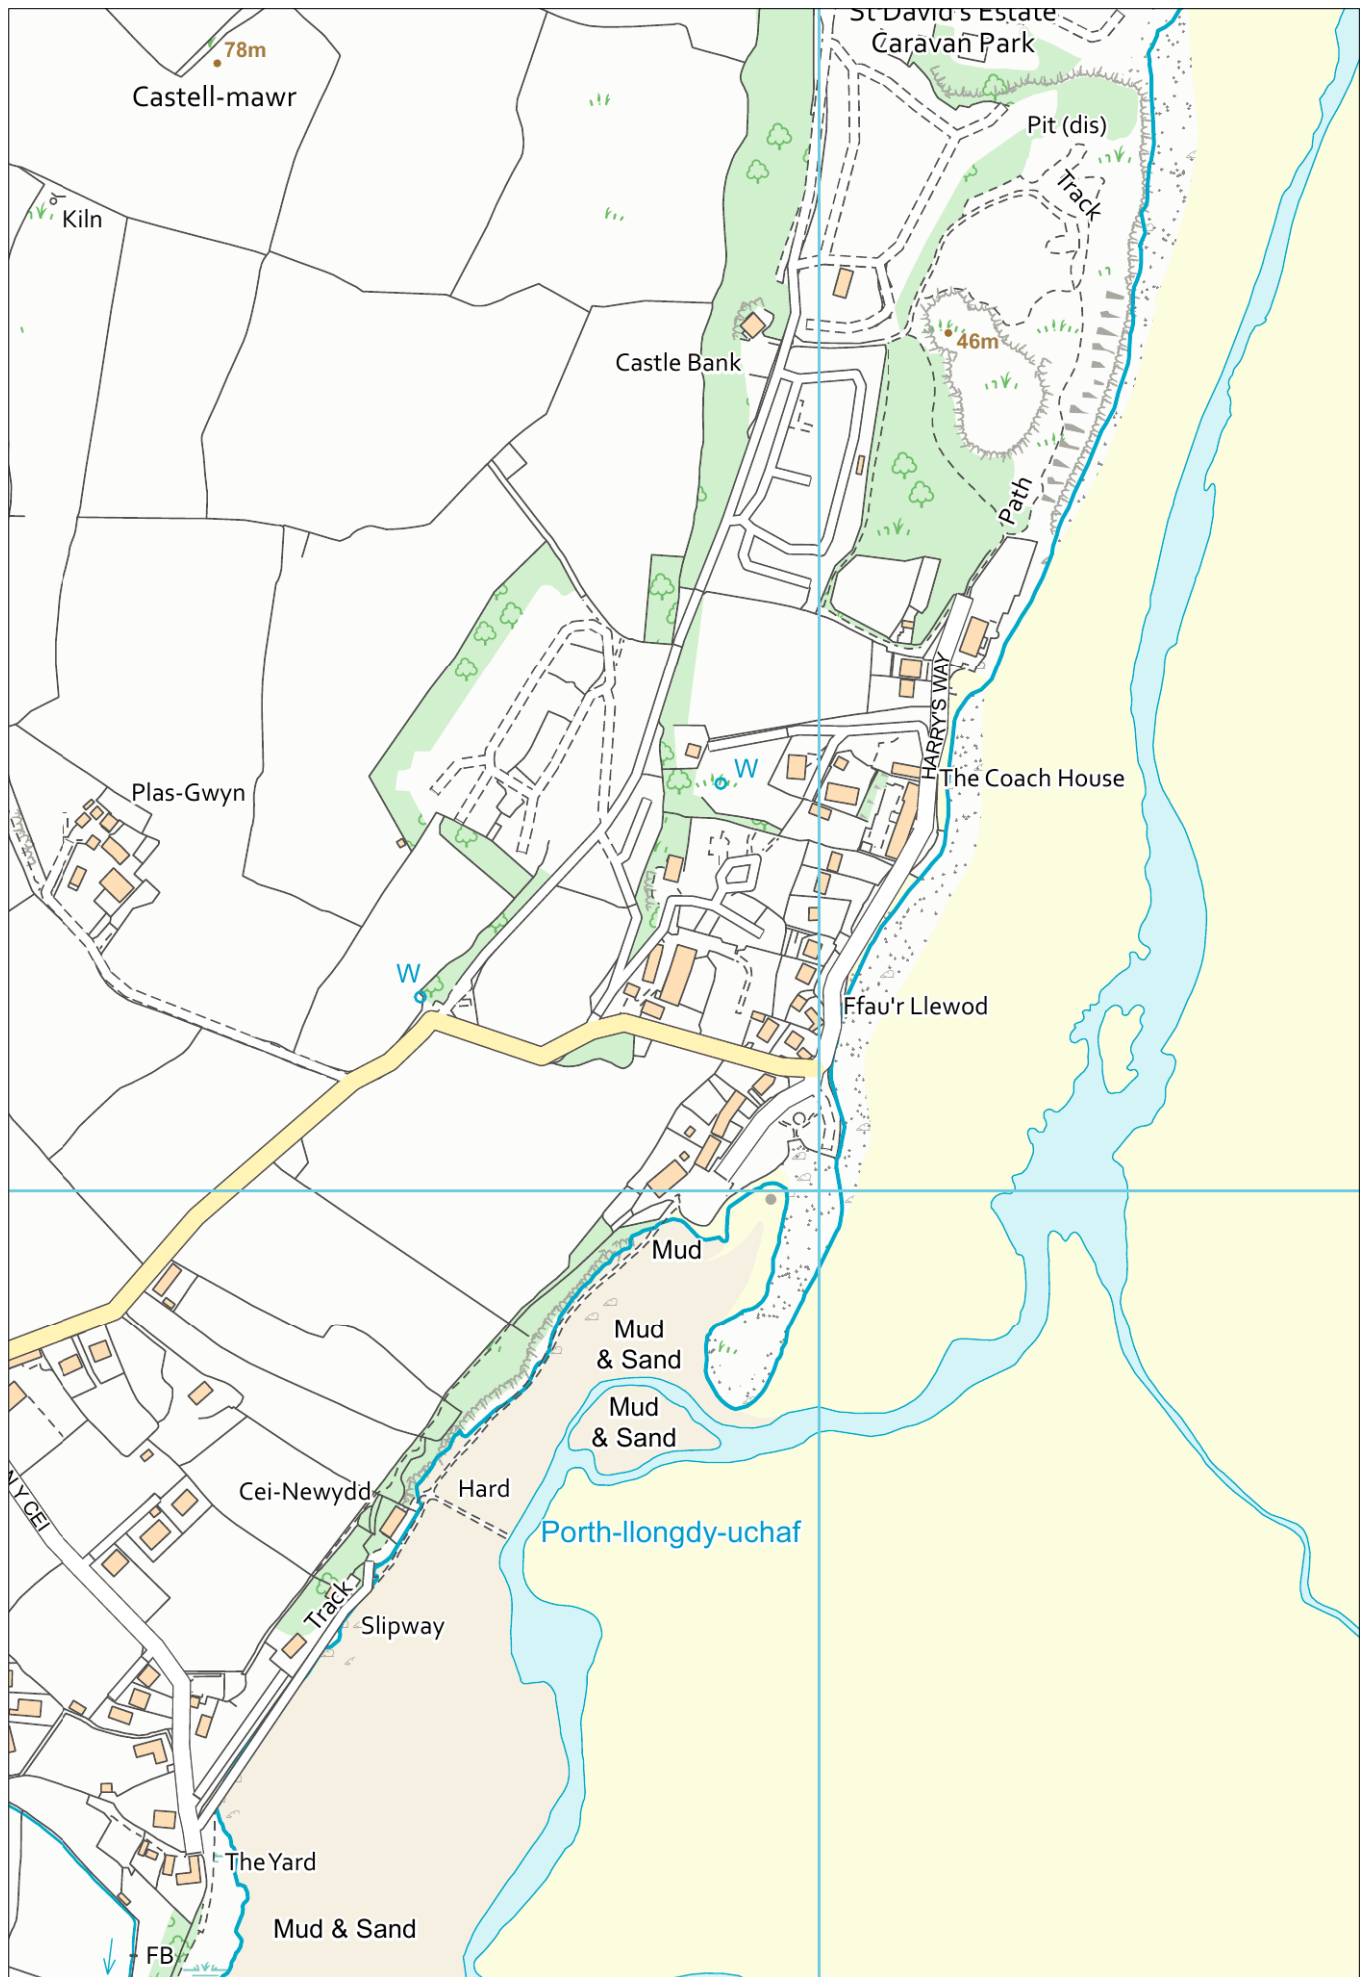 St David's Estate
Caravan Park
78m
Castell-mawr
Pit (dis)
Track
Kiln
46m
Castle Bank
Path
HARRY'S WAY
W
The Coach House
Plas-Gwyn
W
Ffau'r Llewod
Mud
Mud
& Sand
Mud
& Sand
Cei-Newydd
Hard
N Y CEI
Porth-llongdy-uchaf
Track
Slipway
The Yard
Mud & Sand
FB